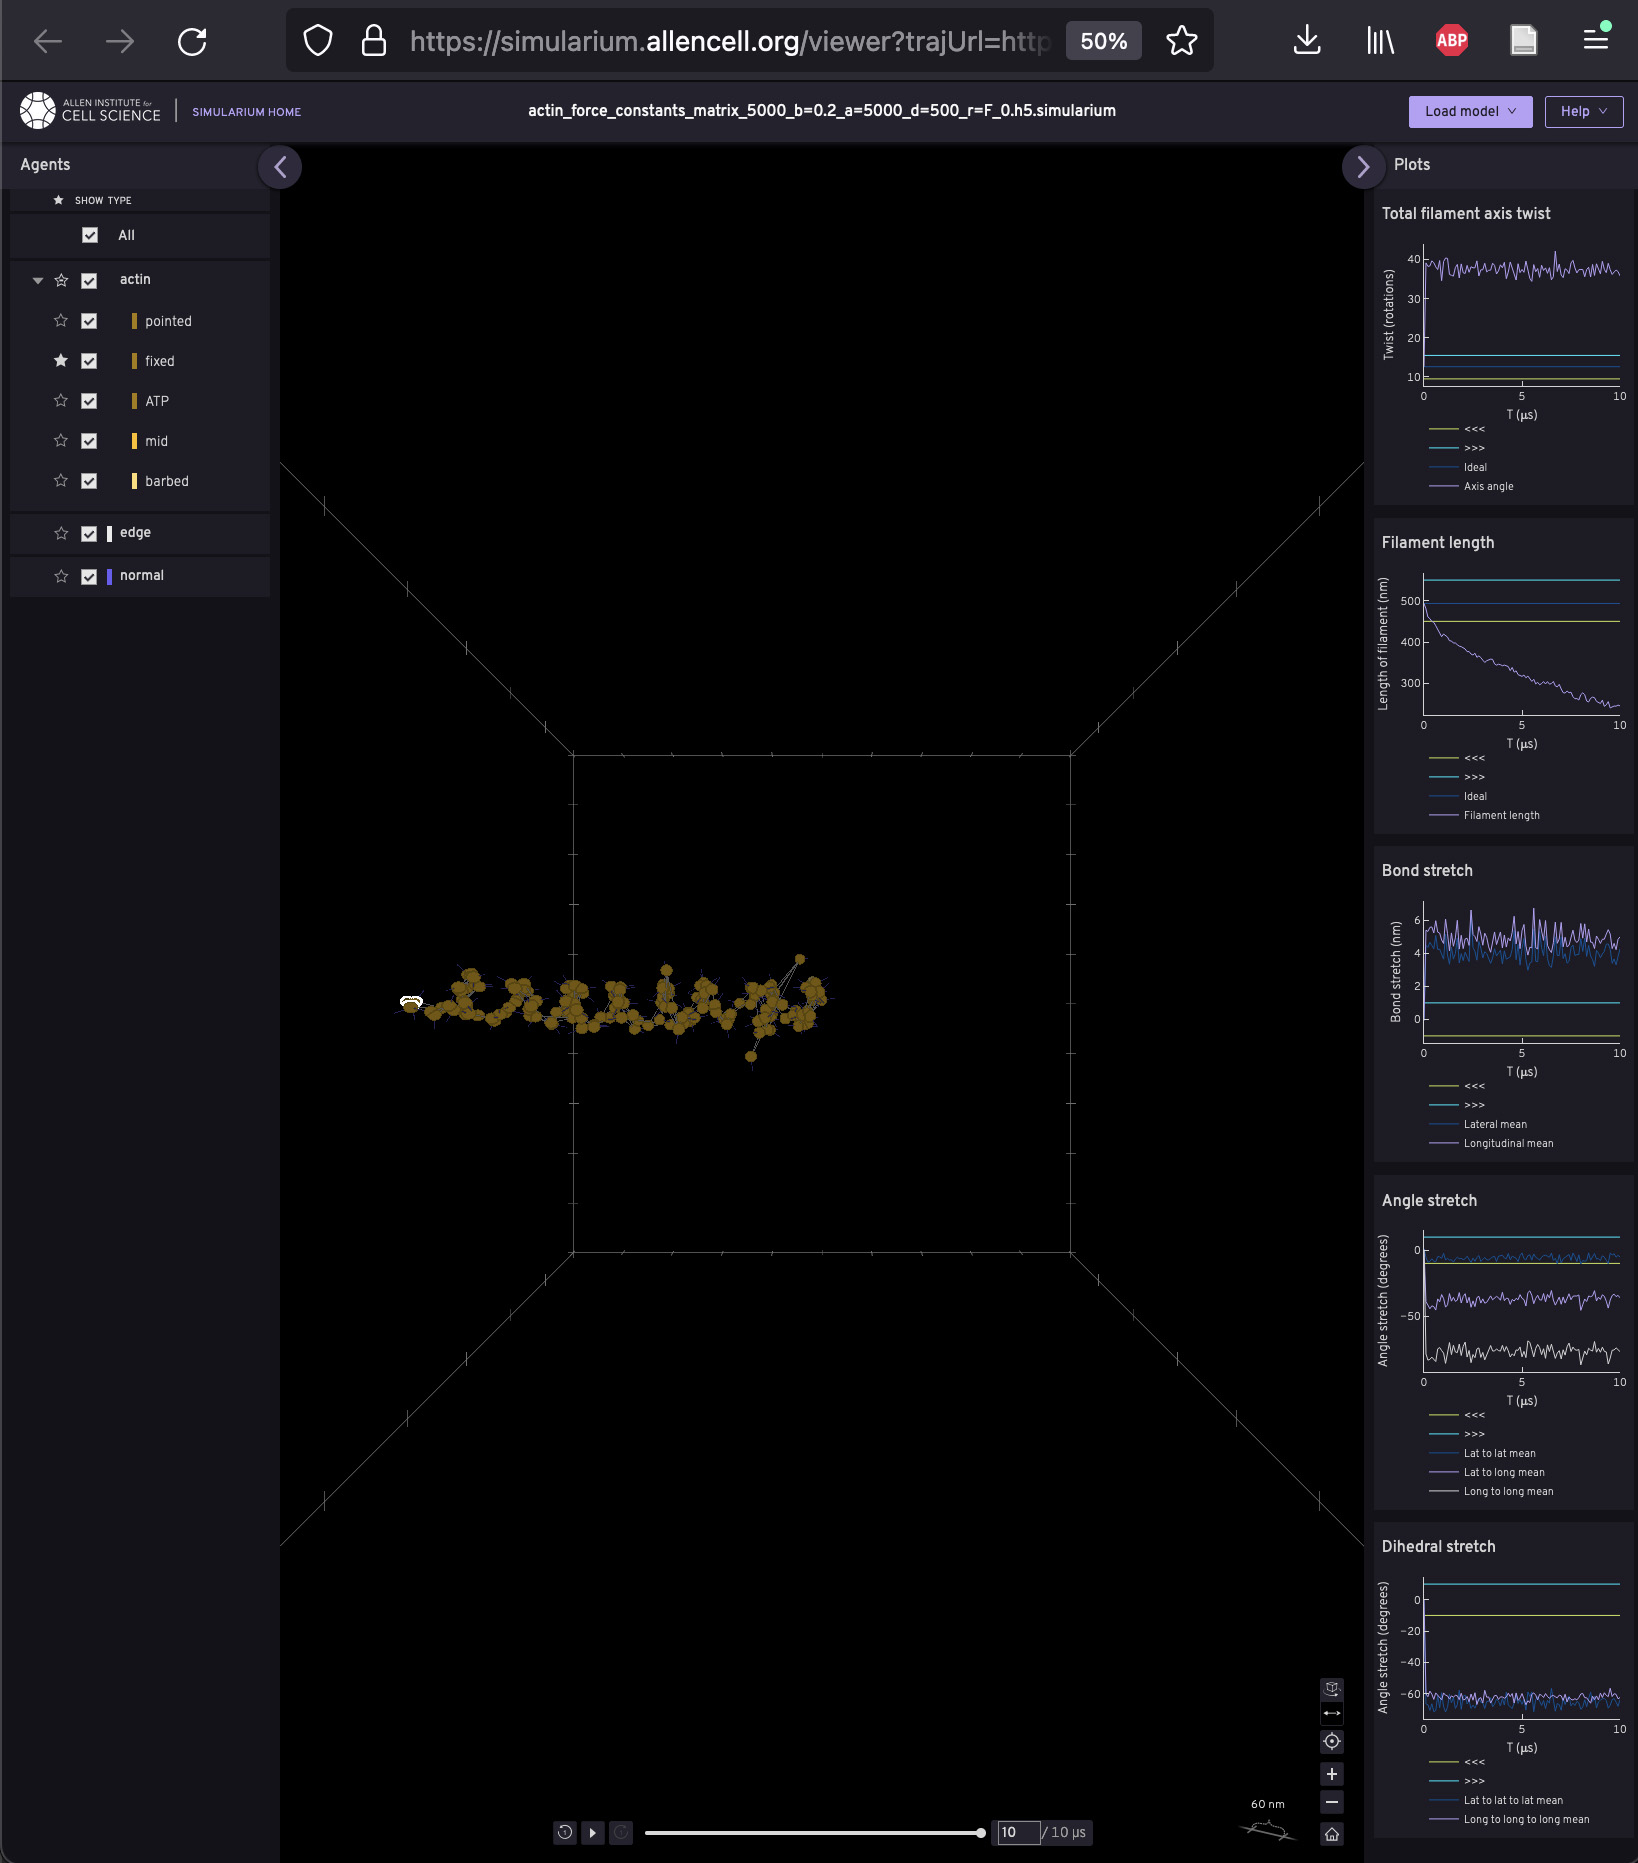 https://simularium.allencell.org/viewer?trajUrl=http
50%
ABP
ALLEN INSTITUTE for
CELL SCIENCE
SIMULARIUM HOME
actin_force_constants_matrix_5000_b=0.2_a=5000_d=500_r=F_0.h5.simularium
Load model
Help
Agents
SHOW TYPE
All
actin
pointed
fixed
ATP
mid
barbed
edge
normal
Plots
Total filament axis twist
Twist (rotations)
40
30
20
10
0
5
10
T (µs)
<<<
>>>
Ideal
Axis angle
Filament length
Length of filament (nm)
500
400
300
0
5
10
T (µs)
<<<
>>>
Ideal
Filament length
Bond stretch
Bond stretch (nm)
6
4
2
0
0
5
10
T (µs)
<<<
>>>
Lateral mean
Longitudinal mean
Angle stretch
Angle stretch (degrees)
0
−50
0
5
10
T (µs)
<<<
>>>
Lat to lat mean
Lat to long mean
Long to long mean
Dihedral stretch
Angle stretch (degrees)
0
−20
−40
−60
0
5
10
T (µs)
<<<
>>>
Lat to lat to lat mean
Long to long to long mean
60 nm
10 / 10 µs